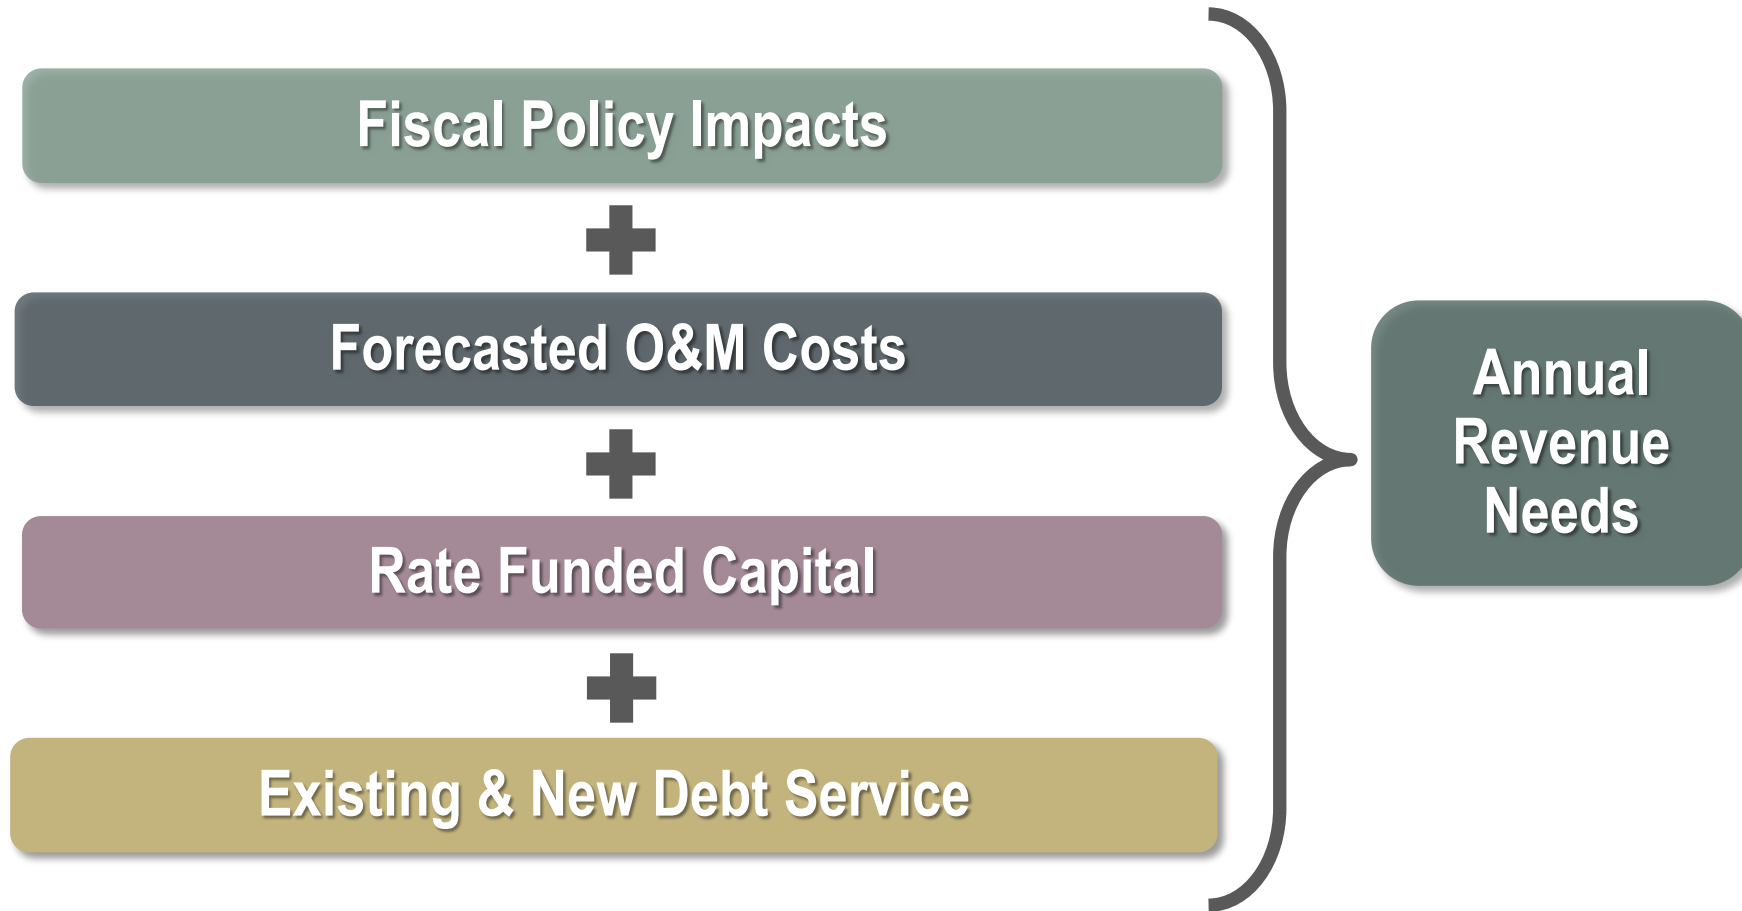 Fiscal Policy Impacts
Forecasted O&M Costs
Rate Funded Capital
Existing & New Debt Service
Annual
Revenue
Needs